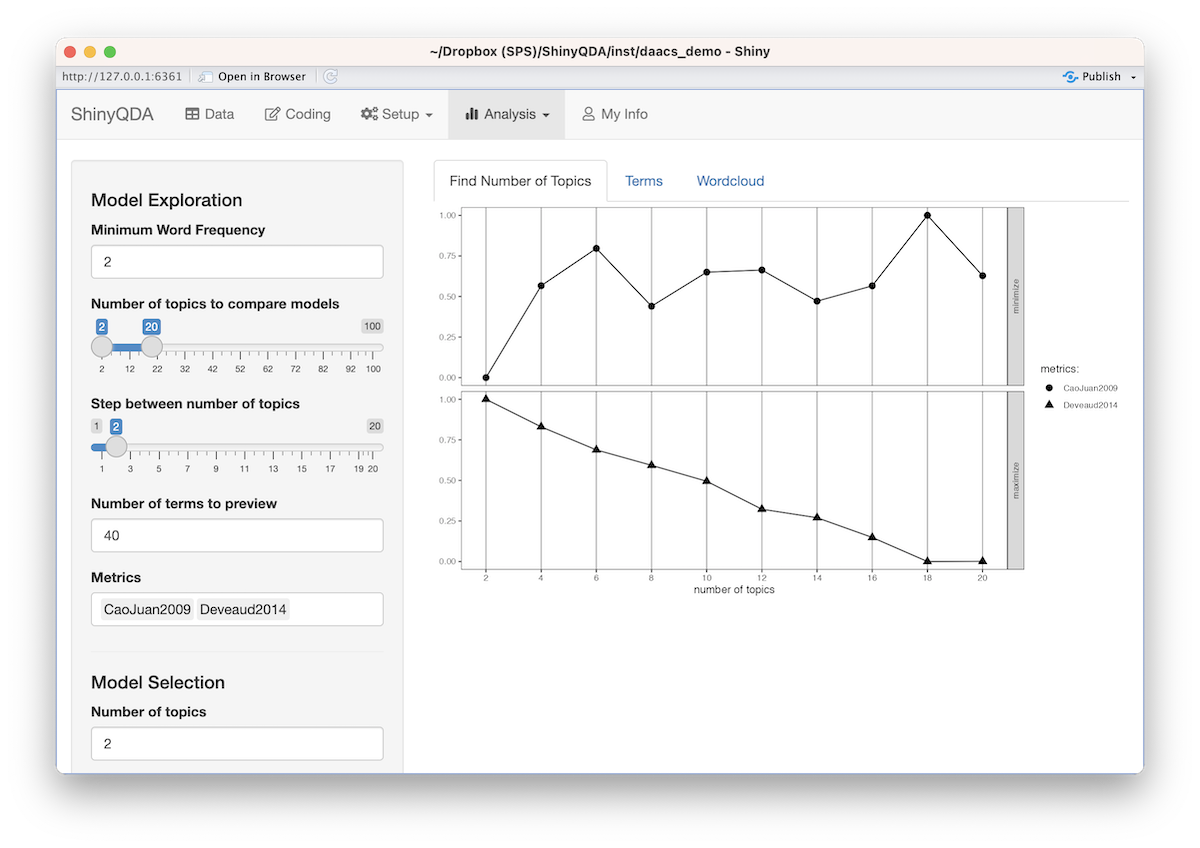 ~/Dropbox (SPS)/ShinyQDA/inst/daacs_demo - Shiny
http://127.0.0.1:6361 Open in Browser Publish
ShinyQDA Data Coding Setup Analysis My Info
Model Exploration
Minimum Word Frequency
2
Number of topics to compare models
2 20 100
2 12 22 32 42 52 62 72 82 92 100
Step between number of topics
1 2 20
1 3 5 7 9 11 13 15 17 19 20
Number of terms to preview
40
Metrics
CaoJuan2009 Deveaud2014
Model Selection
Number of topics
2
Find Number of Topics Terms Wordcloud
1.00
0.75
0.50
0.25
0.00
minimize
1.00
0.75
0.50
0.25
0.00
maximize
2 4 6 8 10 12 14 16 18 20
number of topics
metrics:
CaoJuan2009
Deveaud2014